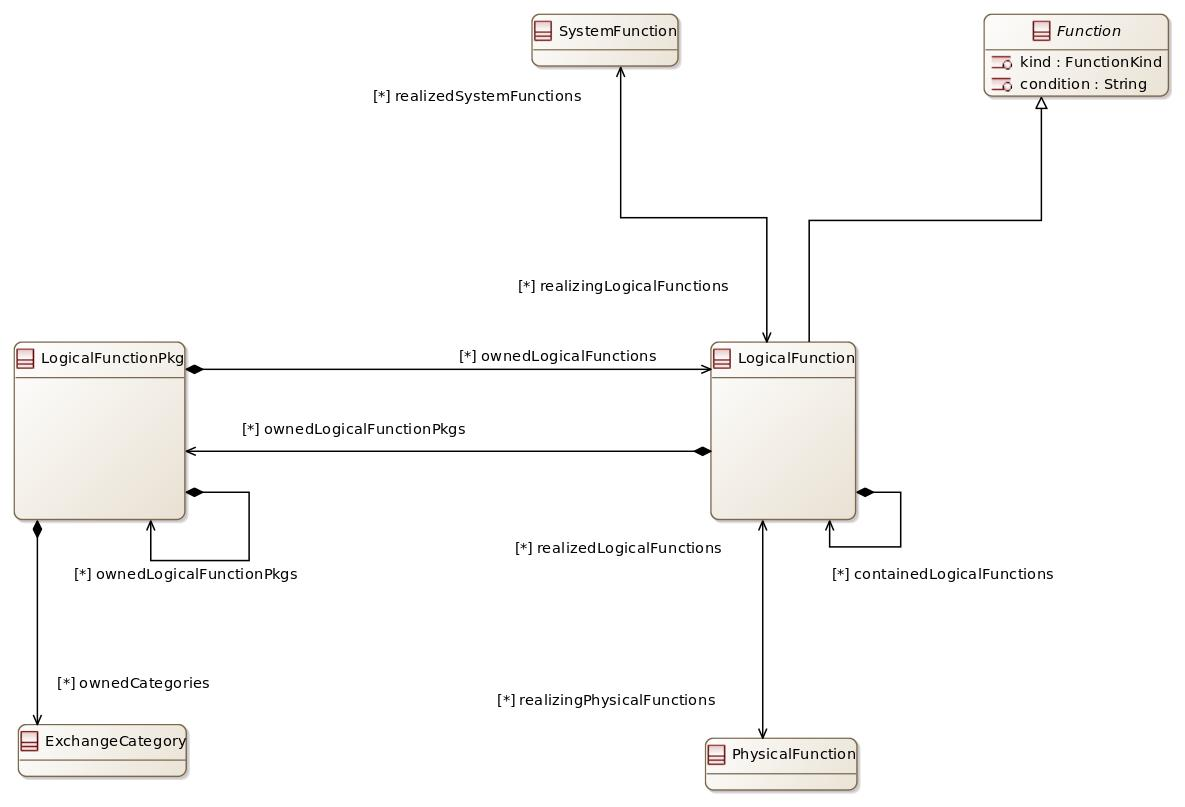 SystemFunction
Function
kind : FunctionKind
condition : String
[*] realizedSystemFunctions
[*] realizingLogicalFunctions
LogicalFunctionPkg
[*] ownedLogicalFunctions
LogicalFunction
[*] ownedLogicalFunctionPkgs
[*] realizedLogicalFunctions
[*] ownedLogicalFunctionPkgs
[*] containedLogicalFunctions
[*] ownedCategories
[*] realizingPhysicalFunctions
ExchangeCategory
PhysicalFunction